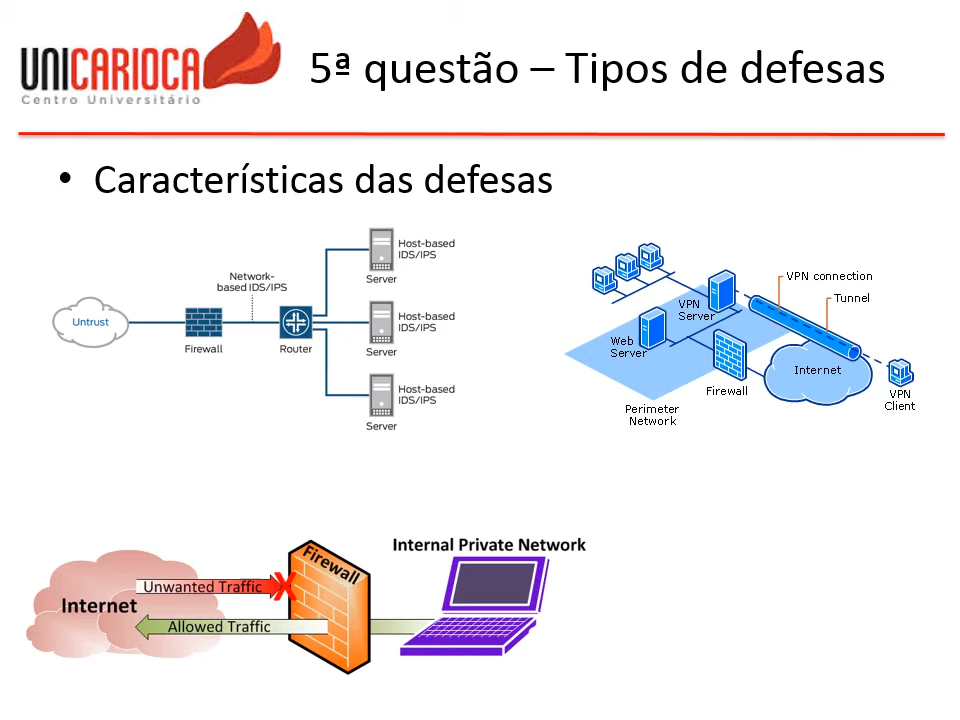 UNICARIOCA
Centro Universitário
5ª questão – Tipos de defesas
• Características das defesas
Untrust
Firewall
Network-
based IDS/IPS
Router
Host-based
IDS/IPS
Server
Host-based
IDS/IPS
Server
Host-based
IDS/IPS
Server
VPN connection
Tunnel
VPN
Server
Web
Server
Internet
Firewall
VPN
Client
Perimeter
Network
Internet
Unwanted Traffic
X
Allowed Traffic
Firewall
Internal Private Network